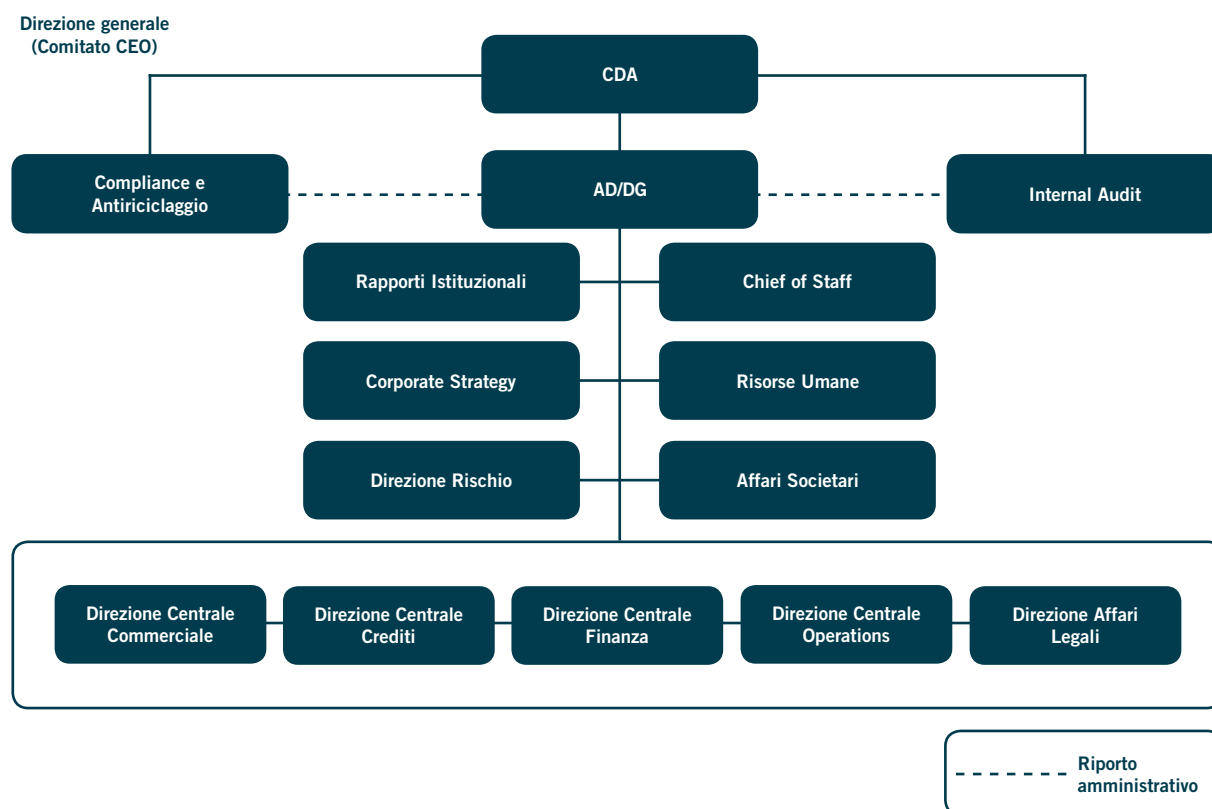 Direzione generale
(Comitato CEO)
CDA
Compliance e
Antiriciclaggio
AD/DG
Internal Audit
Rapporti Istituzionali
Chief of Staff
Corporate Strategy
Risorse Umane
Direzione Rischio
Affari Societari
Direzione Centrale
Commerciale
Direzione Centrale
Crediti
Direzione Centrale
Finanza
Direzione Centrale
Operations
Direzione Affari
Legali
Riporto
amministrativo